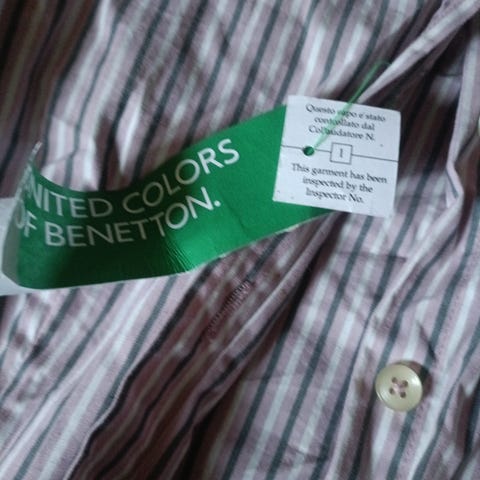 UNITED COLORS
OF BENETTON.
Questo capo e' stato
controllato dal
Collaudatore N.
1
This garment has been
inspected by the
Inspector No.